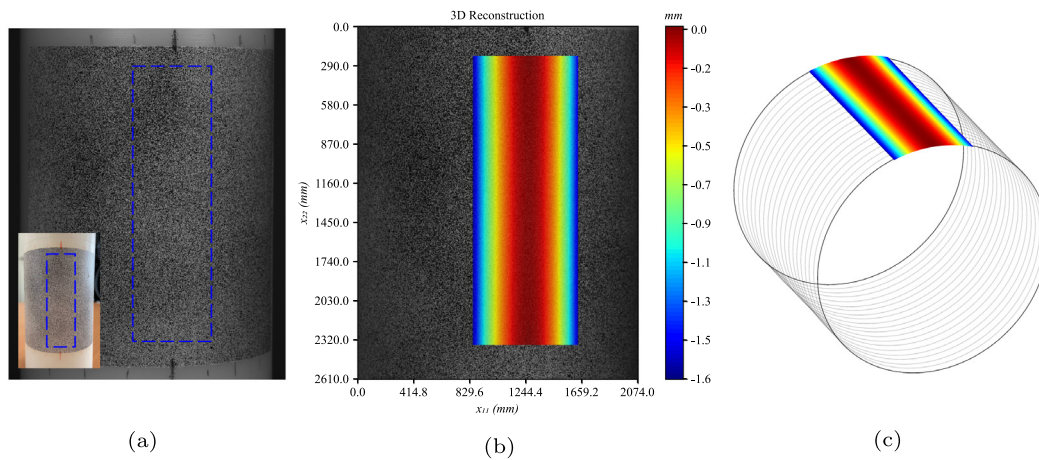 3D Reconstruction
mm
0.0
290.0
580.0
870.0
1160.0
1450.0
1740.0
2030.0
2320.0
2610.0
x₂₂ (mm)
0.0 414.8 829.6 1244.4 1659.2 2074.0
x₁₁ (mm)
0.0
-0.2
-0.3
-0.5
-0.7
-0.9
-1.1
-1.3
-1.4
-1.6
(a)
(b)
(c)